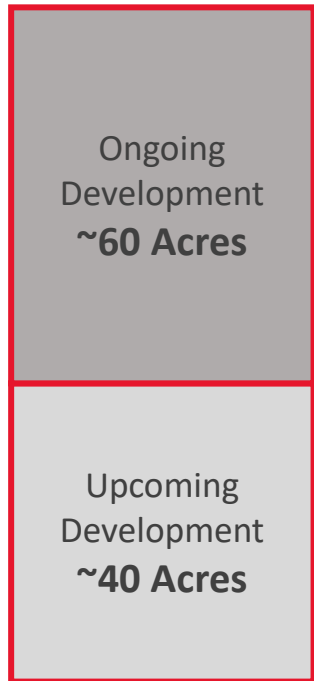 Ongoing
Development
~60 Acres
Upcoming
Development
~40 Acres